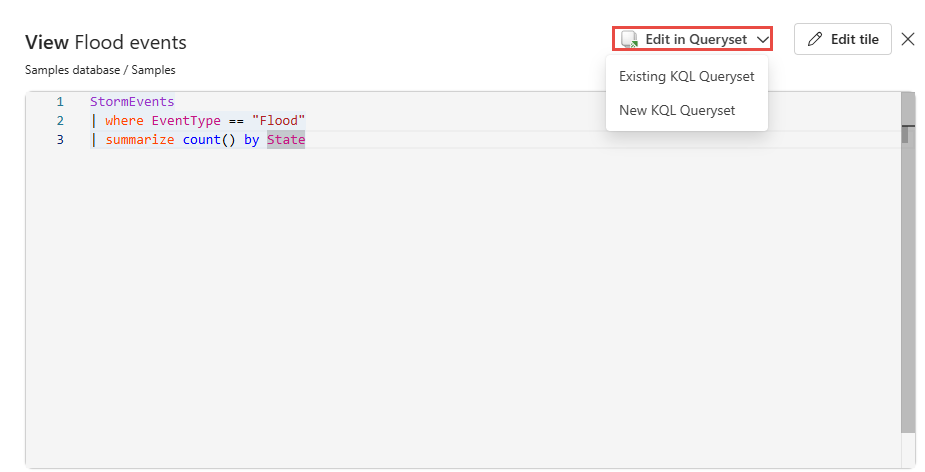 View Flood events
Edit in Queryset
Edit tile
Samples database / Samples
Existing KQL Queryset
New KQL Queryset
1 StormEvents
2 | where EventType == "Flood"
3 | summarize count() by State